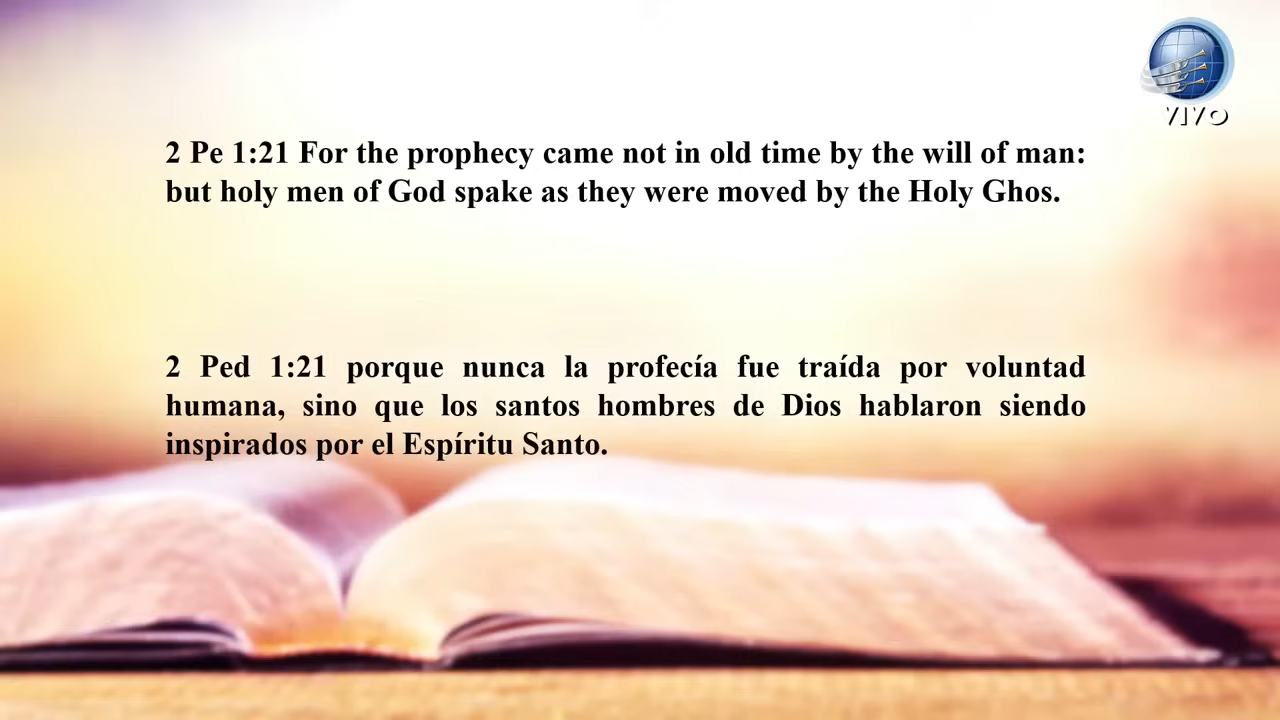 VIVO
2 Pe 1:21 For the prophecy came not in old time by the will of man:
but holy men of God spake as they were moved by the Holy Ghos.
2 Ped 1:21 porque nunca la profecía fue traída por voluntad
humana, sino que los santos hombres de Dios hablaron siendo
inspirados por el Espíritu Santo.